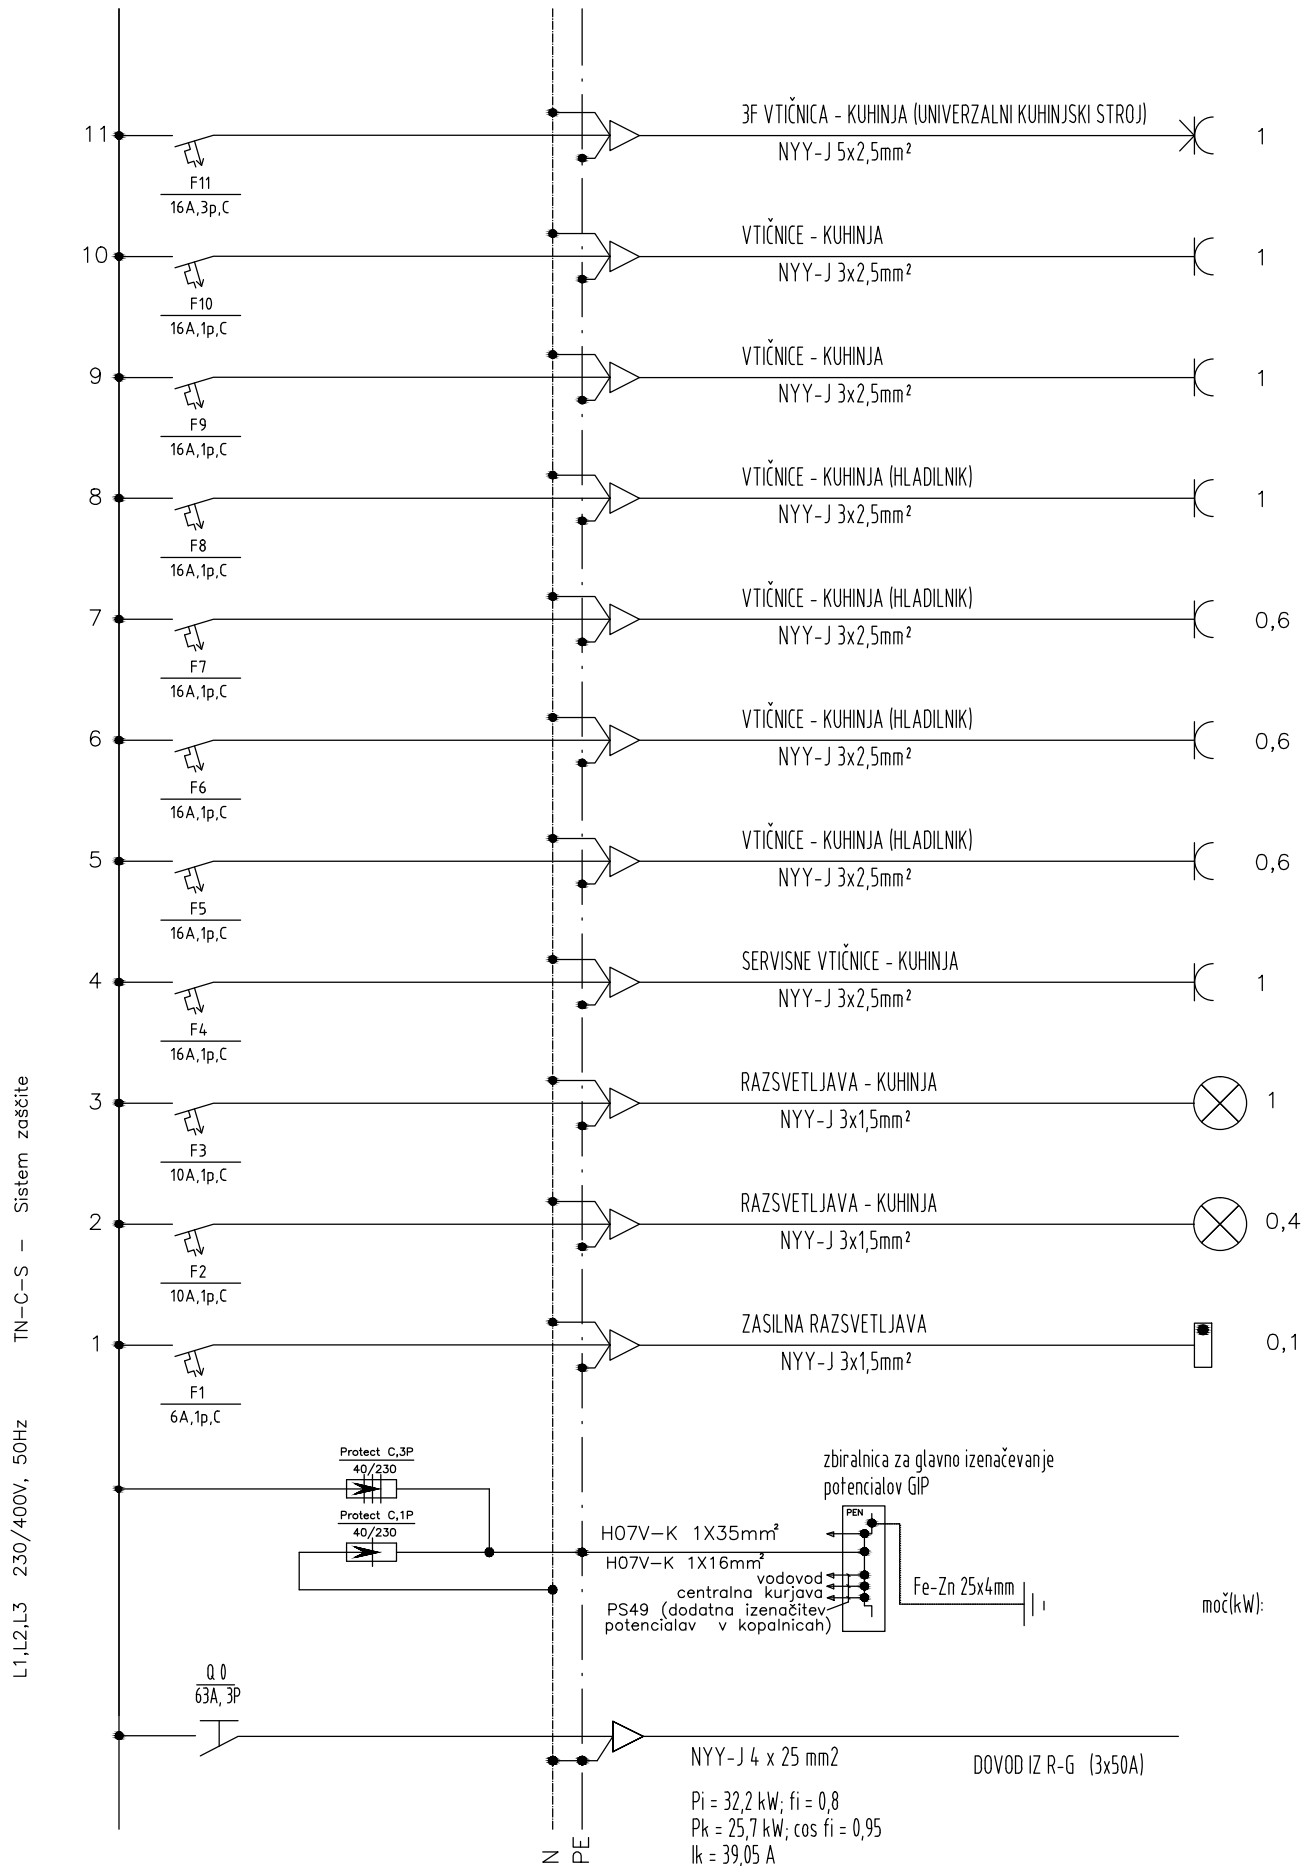 3F VTIČNICA - KUHINJA (UNIVERZALNI KUHINJSKI STROJ)
11
1
NYY-J 5x2,5mm²
F11
16A,3p,C
VTIČNICE - KUHINJA
10
1
NYY-J 3x2,5mm²
F10
16A,1p,C
VTIČNICE - KUHINJA
9
1
NYY-J 3x2,5mm²
F9
16A,1p,C
VTIČNICE - KUHINJA (HLADILNIK)
8
1
NYY-J 3x2,5mm²
F8
16A,1p,C
VTIČNICE - KUHINJA (HLADILNIK)
7
0,6
NYY-J 3x2,5mm²
F7
16A,1p,C
VTIČNICE - KUHINJA (HLADILNIK)
6
0,6
NYY-J 3x2,5mm²
F6
16A,1p,C
VTIČNICE - KUHINJA (HLADILNIK)
5
0,6
NYY-J 3x2,5mm²
F5
16A,1p,C
SERVISNE VTIČNICE - KUHINJA
4
1
NYY-J 3x2,5mm²
F4
16A,1p,C
RAZSVETLJAVA - KUHINJA
3
1
NYY-J 3x1,5mm²
F3
10A,1p,C
RAZSVETLJAVA - KUHINJA
2
0,4
NYY-J 3x1,5mm²
F2
10A,1p,C
ZASILNA RAZSVETLJAVA
1
0,1
NYY-J 3x1,5mm²
F1
6A,1p,C
L1,L2,L3 230/400V, 50Hz TN-C-S - Sistem zaščite
Protect C,3P
40/230
Protect C,1P
40/230
zbiralnica za glavno izenačevanje
potencialov GIP
PEN
H07V-K 1X35mm²
H07V-K 1X16mm²
vodovod
centralna kurjava
PS49 (dodatna izenačitev
potencialav v kopalnicah)
Fe-Zn 25x4mm
moč(kW):
Q 0
63A, 3P
NYY-J 4 x 25 mm2
DOVOD IZ R-G (3x50A)
Pi = 32,2 kW; fi = 0,8
Pk = 25,7 kW; cos fi = 0,95
Ik = 39,05 A
N
PE